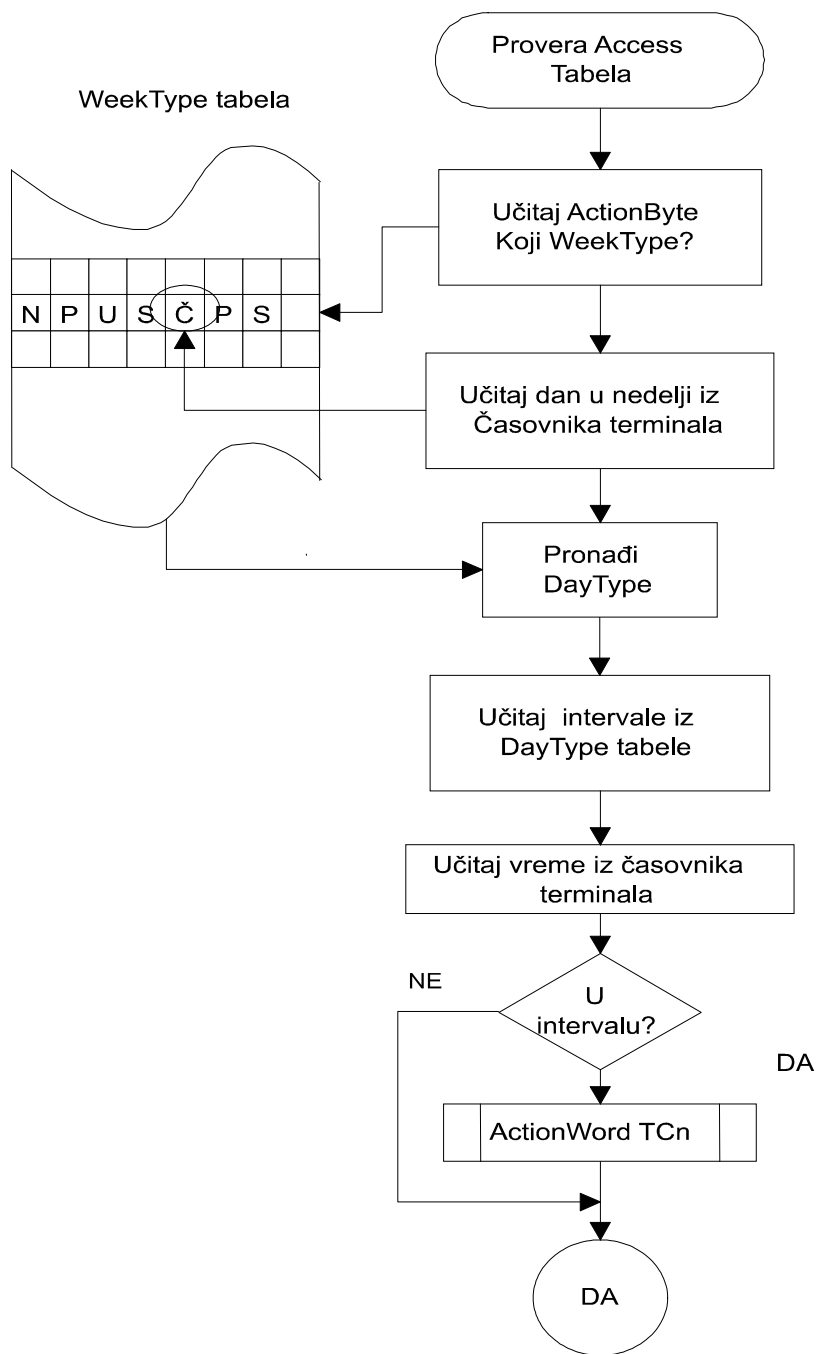 Provera Access
Tabela
WeekType tabela
Učitaj ActionByte
Koji WeekType?
N P U S Č P S
Učitaj dan u nedelji iz
Časovnika terminala
Pronađi
DayType
Učitaj intervale iz
DayType tabele
Učitaj vreme iz časovnika
terminala
NE
U
intervalu?
DA
ActionWord TCn
DA